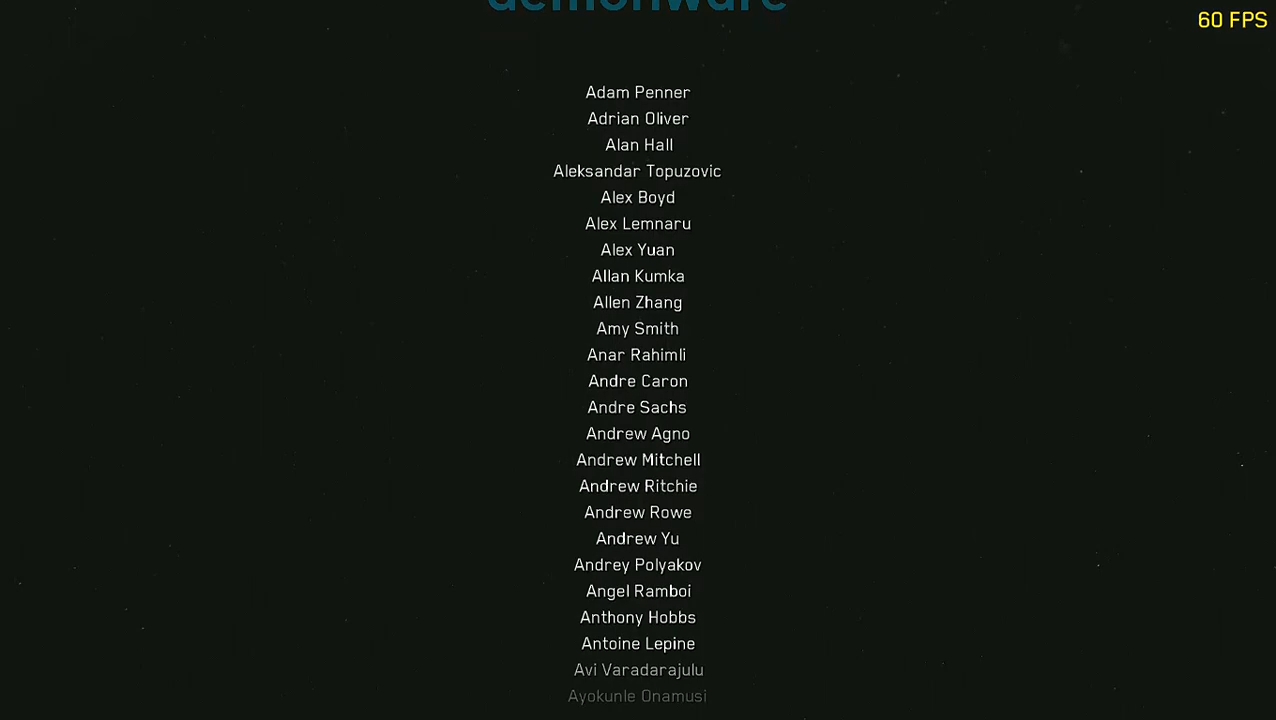 demonware
60 FPS
Adam Penner
Adrian Oliver
Alan Hall
Aleksandar Topuzovic
Alex Boyd
Alex Lemnaru
Alex Yuan
Allan Kumka
Allen Zhang
Amy Smith
Anar Rahimli
Andre Caron
Andre Sachs
Andrew Agno
Andrew Mitchell
Andrew Ritchie
Andrew Rowe
Andrew Yu
Andrey Polyakov
Angel Ramboi
Anthony Hobbs
Antoine Lepine
Avi Varadarajulu
Ayokunle Onamusi